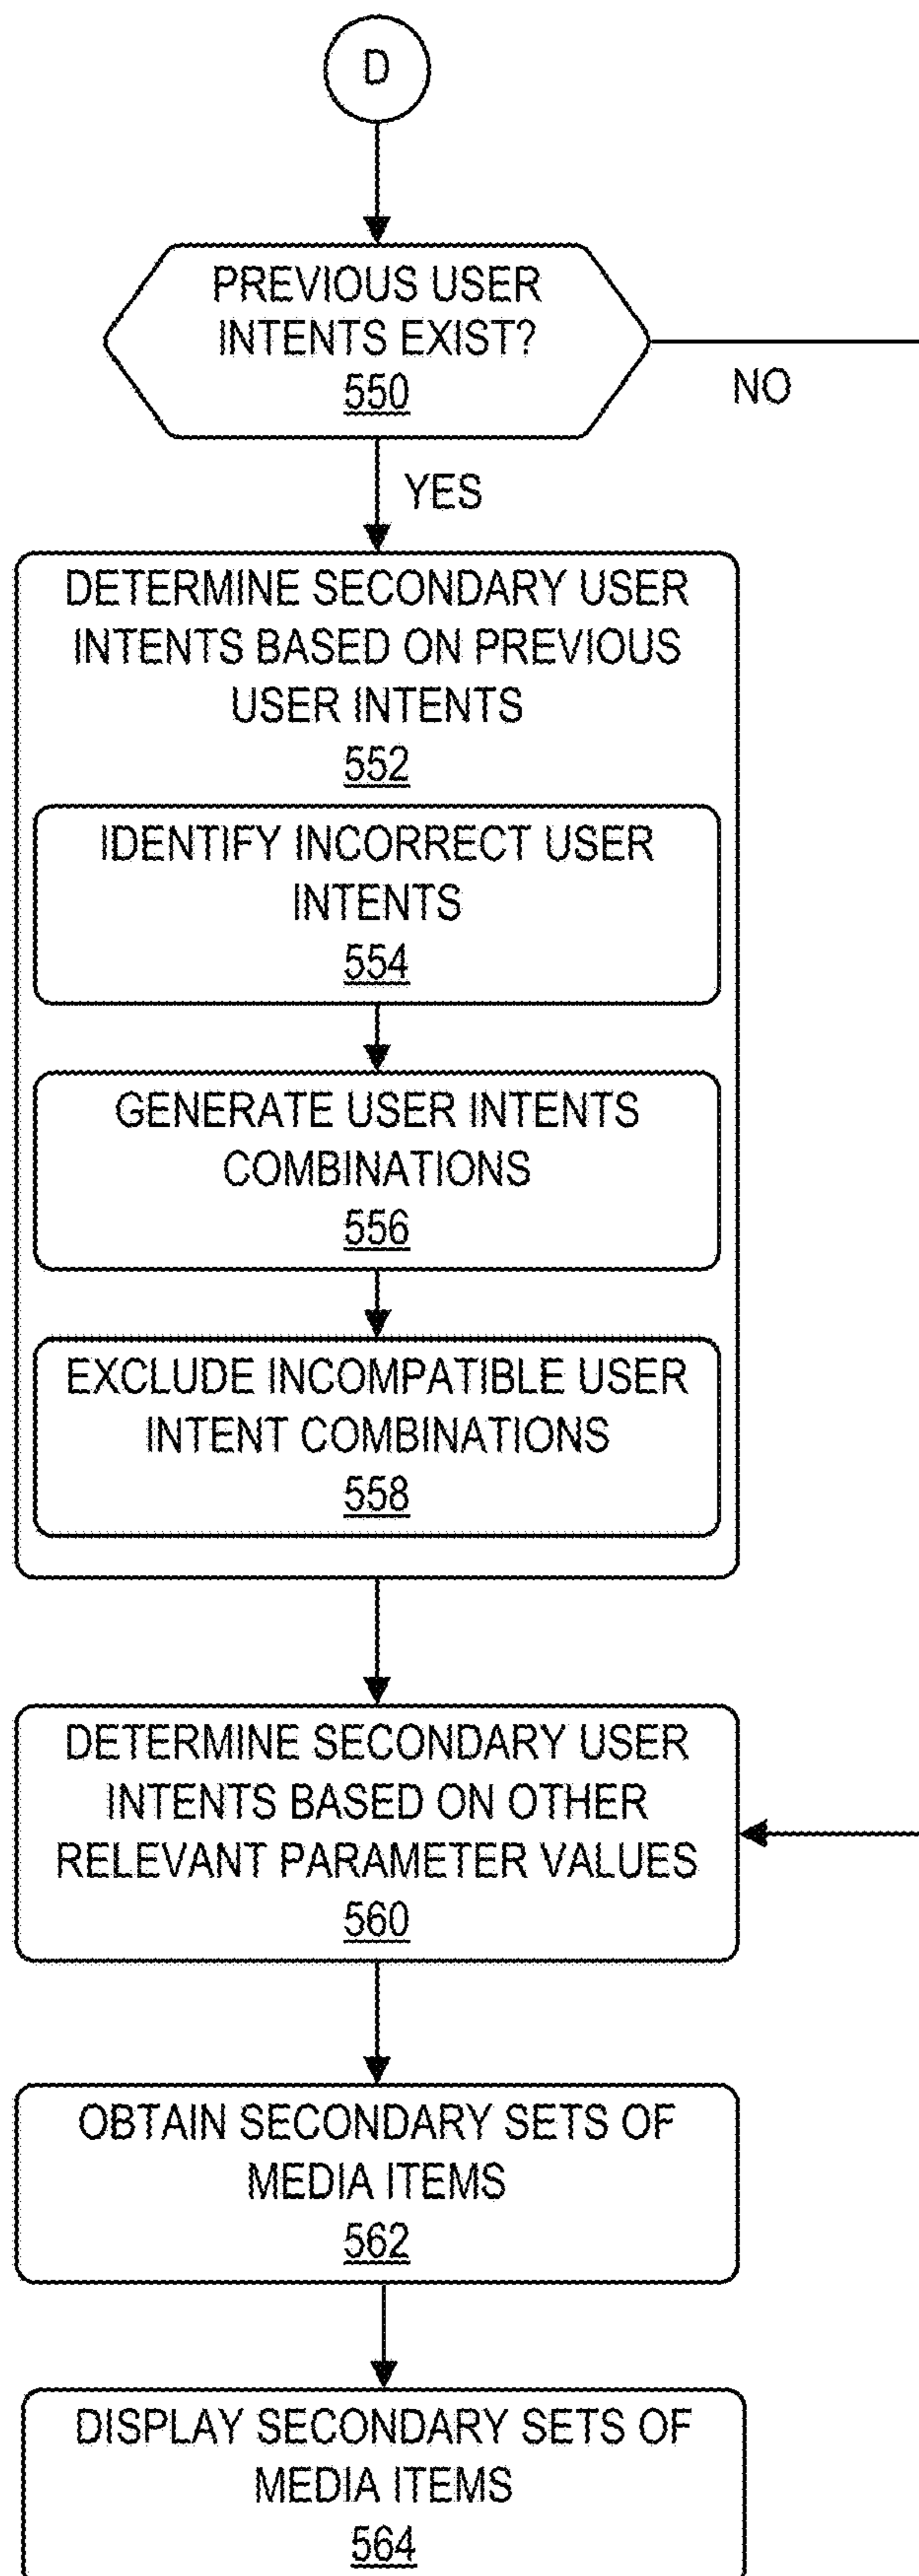 D
PREVIOUS USER
INTENTS EXIST?
550
NO
YES
DETERMINE SECONDARY USER
INTENTS BASED ON PREVIOUS
USER INTENTS
552
IDENTIFY INCORRECT USER
INTENTS
554
GENERATE USER INTENTS
COMBINATIONS
556
EXCLUDE INCOMPATIBLE USER
INTENT COMBINATIONS
558
DETERMINE SECONDARY USER
INTENTS BASED ON OTHER
RELEVANT PARAMETER VALUES
560
OBTAIN SECONDARY SETS OF
MEDIA ITEMS
562
DISPLAY SECONDARY SETS OF
MEDIA ITEMS
564